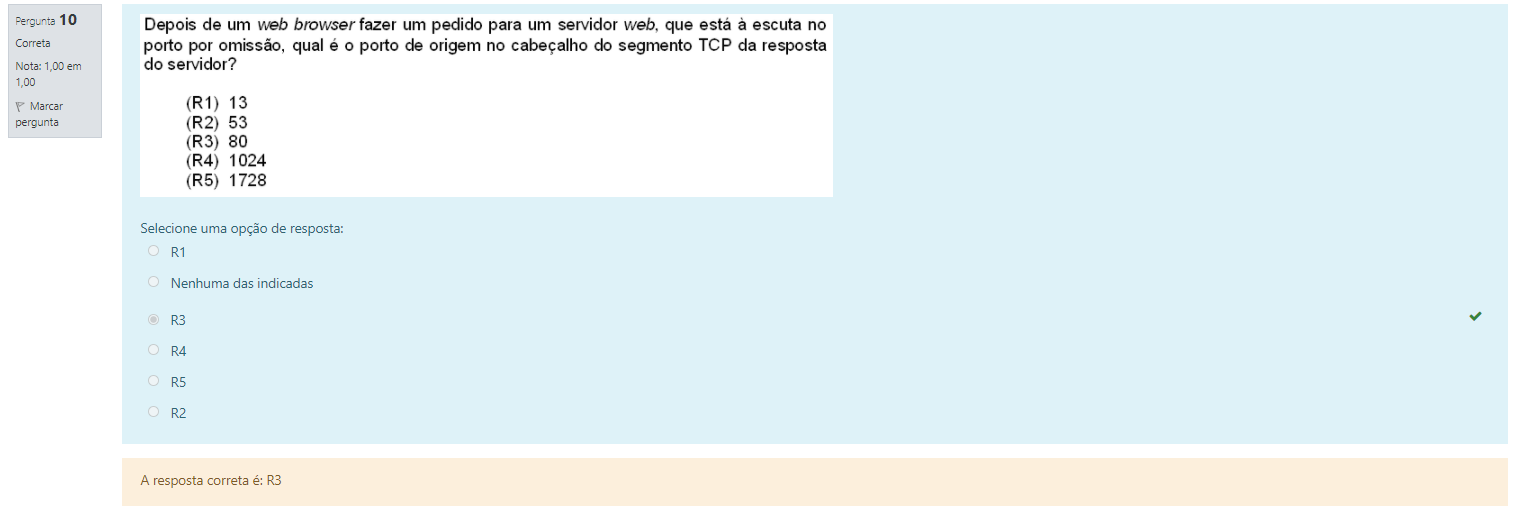 Pergunta 10
Correta
Nota: 1,00 em
1,00
Marcar
pergunta
Depois de um web browser fazer um pedido para um servidor web, que está à escuta no
porto por omissão, qual é o porto de origem no cabeçalho do segmento TCP da resposta
do servidor?
(R1) 13
(R2) 53
(R3) 80
(R4) 1024
(R5) 1728
Selecione uma opção de resposta:
R1
Nenhuma das indicadas
R3
R4
R5
R2
A resposta correta é: R3